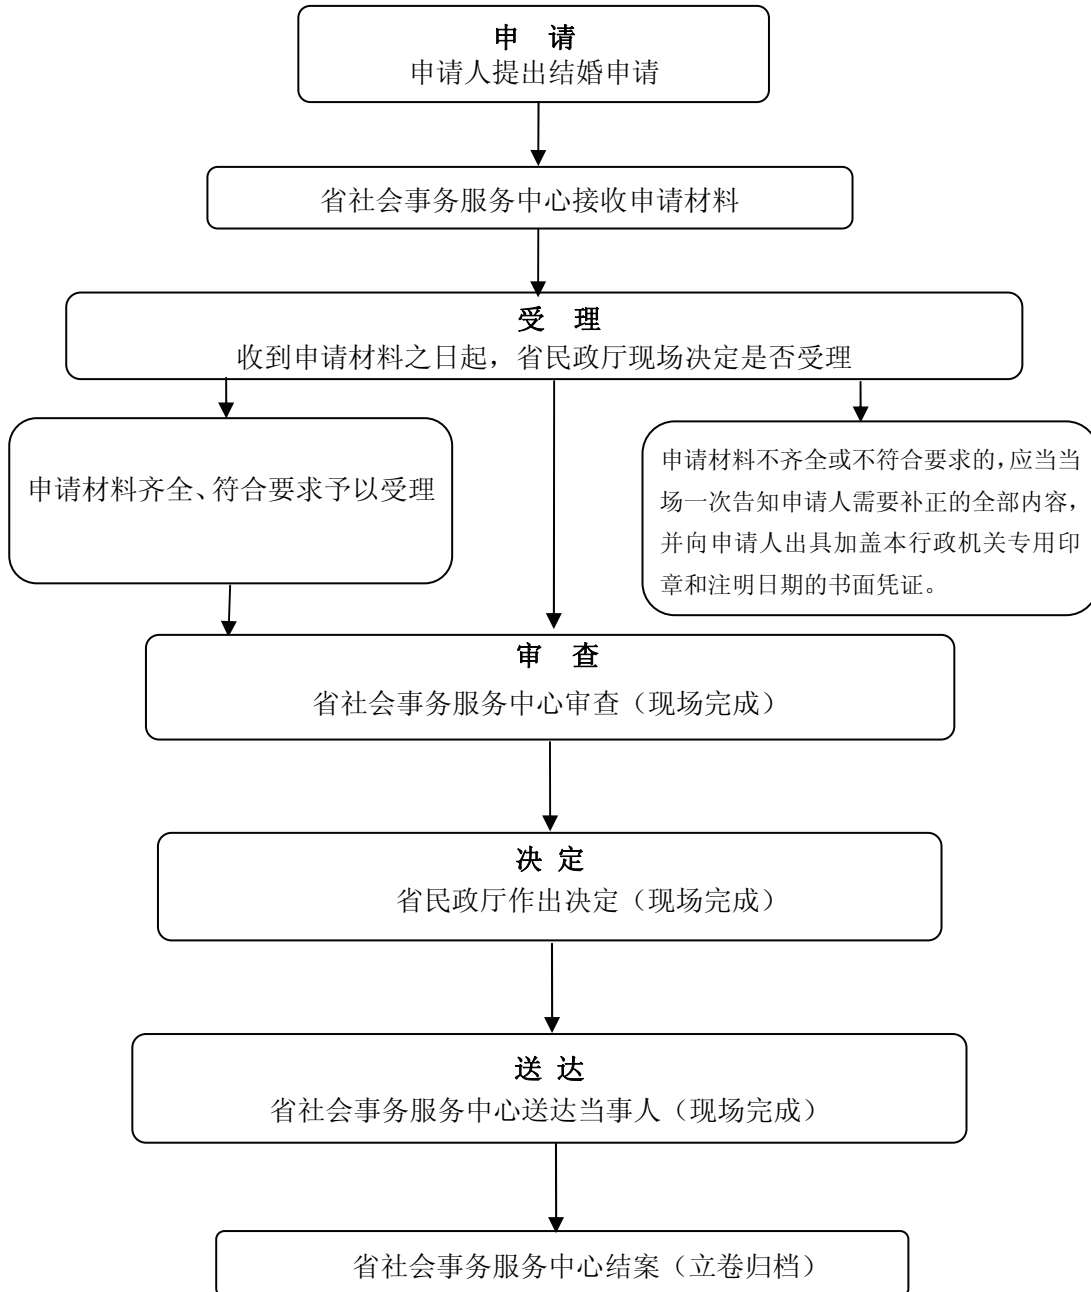 申 请
申请人提出结婚申请
省社会事务服务中心接收申请材料
受 理
收到申请材料之日起，省民政厅现场决定是否受理
申请材料齐全、符合要求予以受理
申请材料不齐全或不符合要求的，应当当
场一次告知申请人需要补正的全部内容，
并向申请人出具加盖本行政机关专用印
章和注明日期的书面凭证。
审 查
省社会事务服务中心审查（现场完成）
决 定
省民政厅作出决定（现场完成）
送 达
省社会事务服务中心送达当事人（现场完成）
省社会事务服务中心结案（立卷归档）